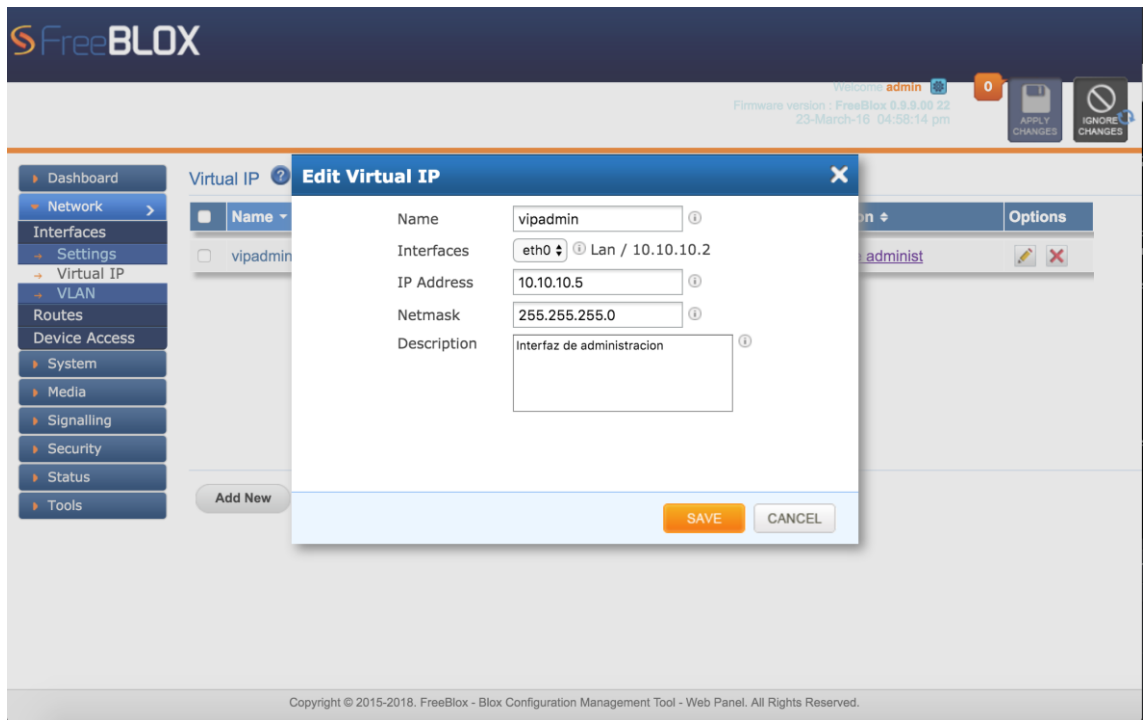 FreeBLOX
Welcome admin
Firmware version : FreeBlox 0.9.9.00 22
23-March-16 04:56:14 pm
0
APPLY
CHANGES
IGNORE
CHANGES
Dashboard
Network
Interfaces
Settings
Virtual IP
VLAN
Routes
Device Access
System
Media
Signalling
Security
Status
Tools
Virtual IP ?
Name
on
Options
vipadmin
administ
Add New
Edit Virtual IP
Name vipadmin
Interfaces eth0 Lan / 10.10.10.2
IP Address 10.10.10.5
Netmask 255.255.255.0
Description Interfaz de administracion
SAVE CANCEL
Copyright © 2015-2018. FreeBlox - Blox Configuration Management Tool - Web Panel. All Rights Reserved.